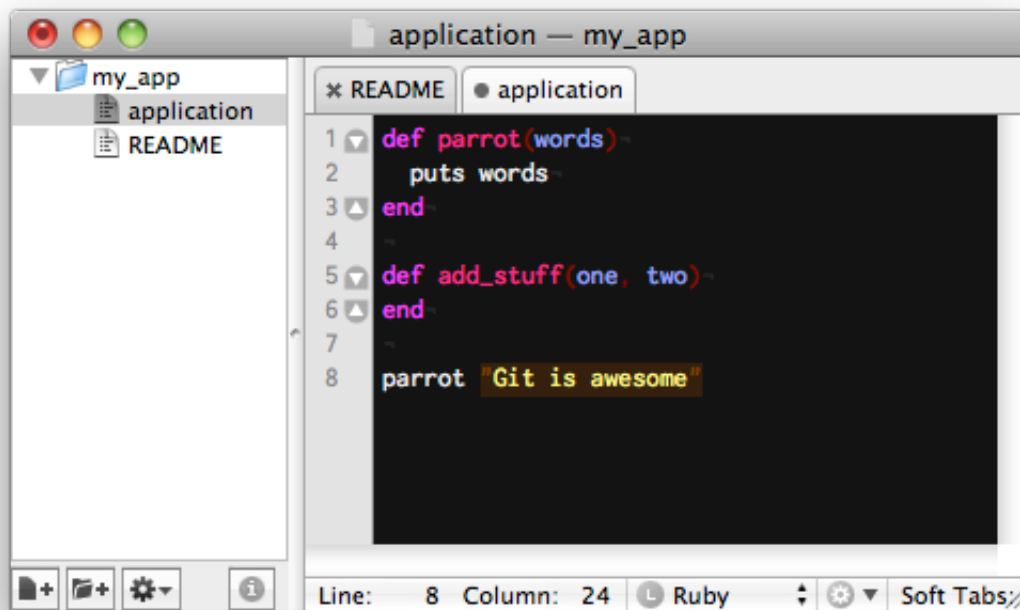 application — my_app
my_app
application
README
README
application
1 def parrot(words)
2   puts words
3 end
4
5 def add_stuff(one, two)
6 end
7
8 parrot "Git is awesome"
Line: 8 Column: 24 L Ruby Soft Tabs: